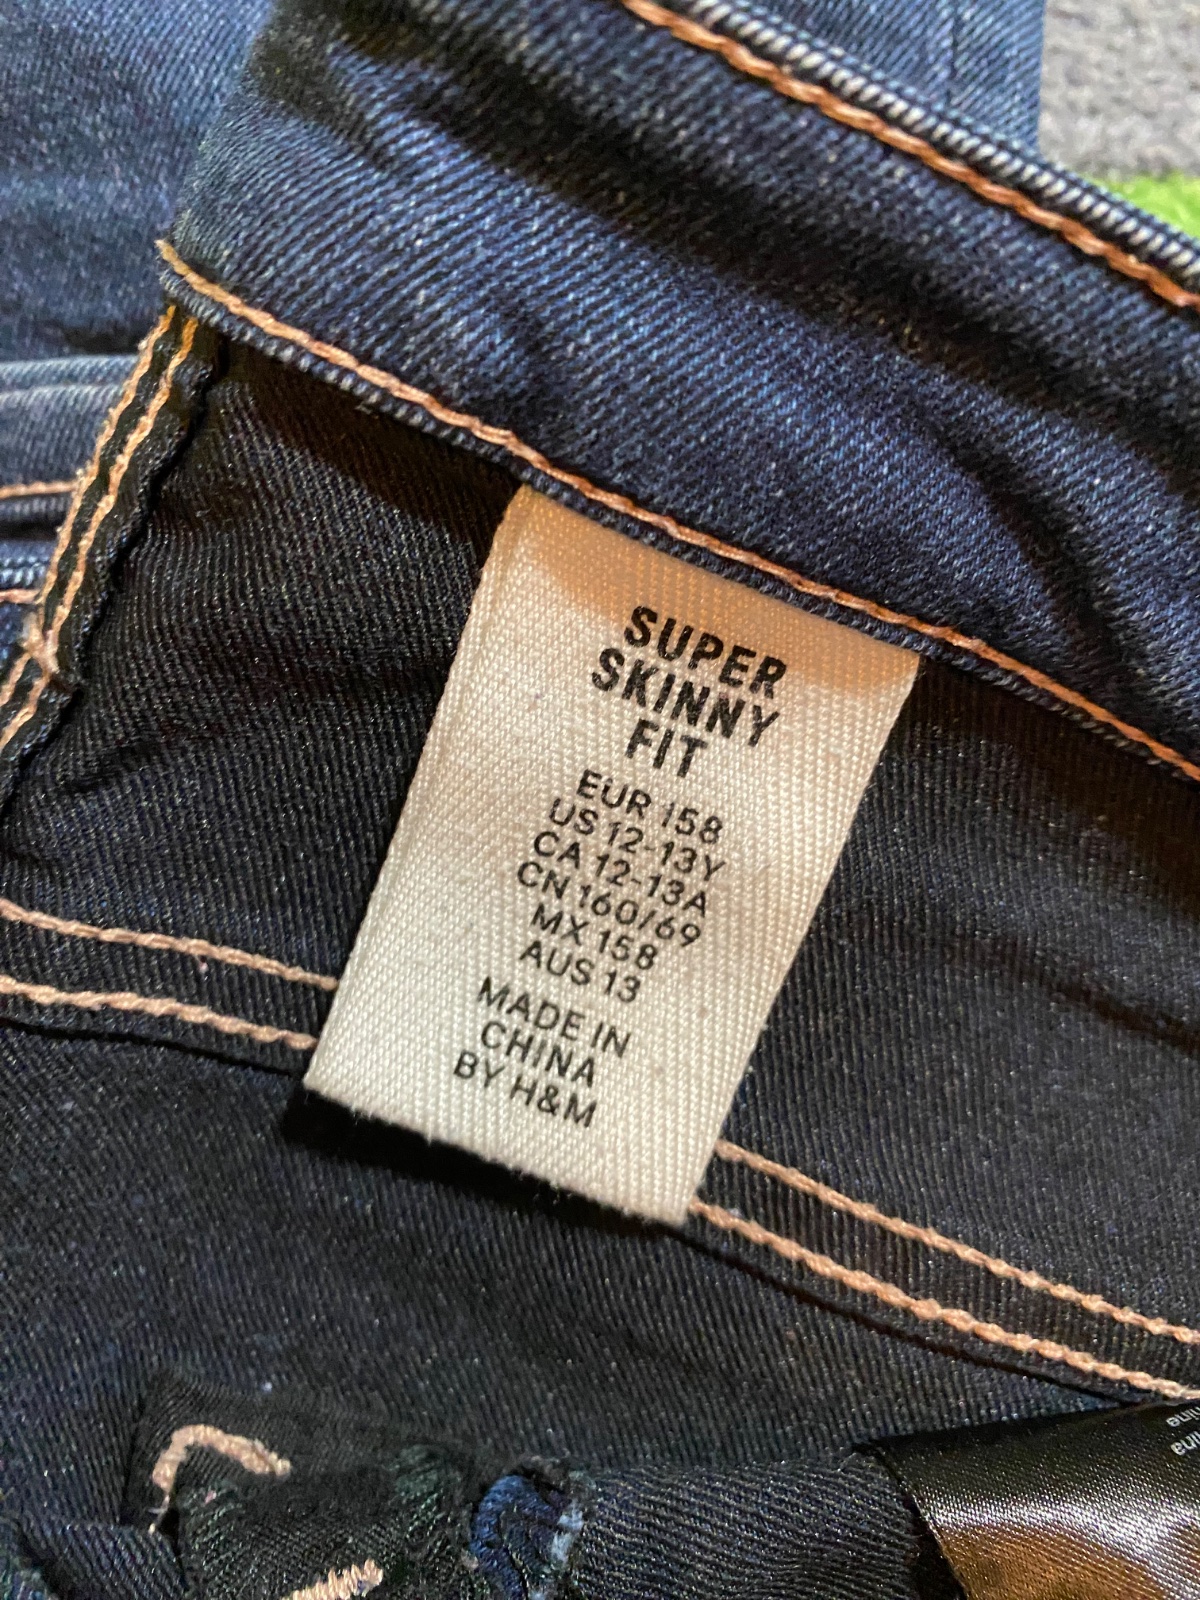 SUPER
SKINNY
FIT
EUR 158
US 12-13Y
CA 12-13A
CN 160/69
MX 158
AUS 13
MADE IN
CHINA
BY H&M